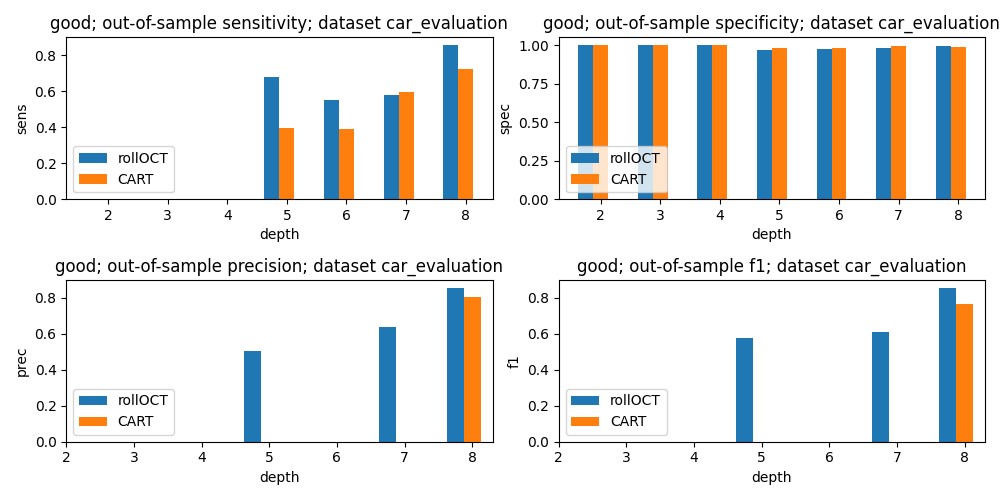 good; out-of-sample sensitivity; dataset car_evaluation
sens
0.8
0.6
0.4
0.2
0.0
rollOCT
CART
2 3 4 5 6 7 8
depth
good; out-of-sample specificity; dataset car_evaluation
spec
1.00
0.75
0.50
0.25
0.00
rollOCT
CART
2 3 4 5 6 7 8
depth
good; out-of-sample precision; dataset car_evaluation
prec
0.8
0.6
0.4
0.2
0.0
rollOCT
CART
2 3 4 5 6 7 8
depth
good; out-of-sample f1; dataset car_evaluation
f1
0.8
0.6
0.4
0.2
0.0
rollOCT
CART
2 3 4 5 6 7 8
depth